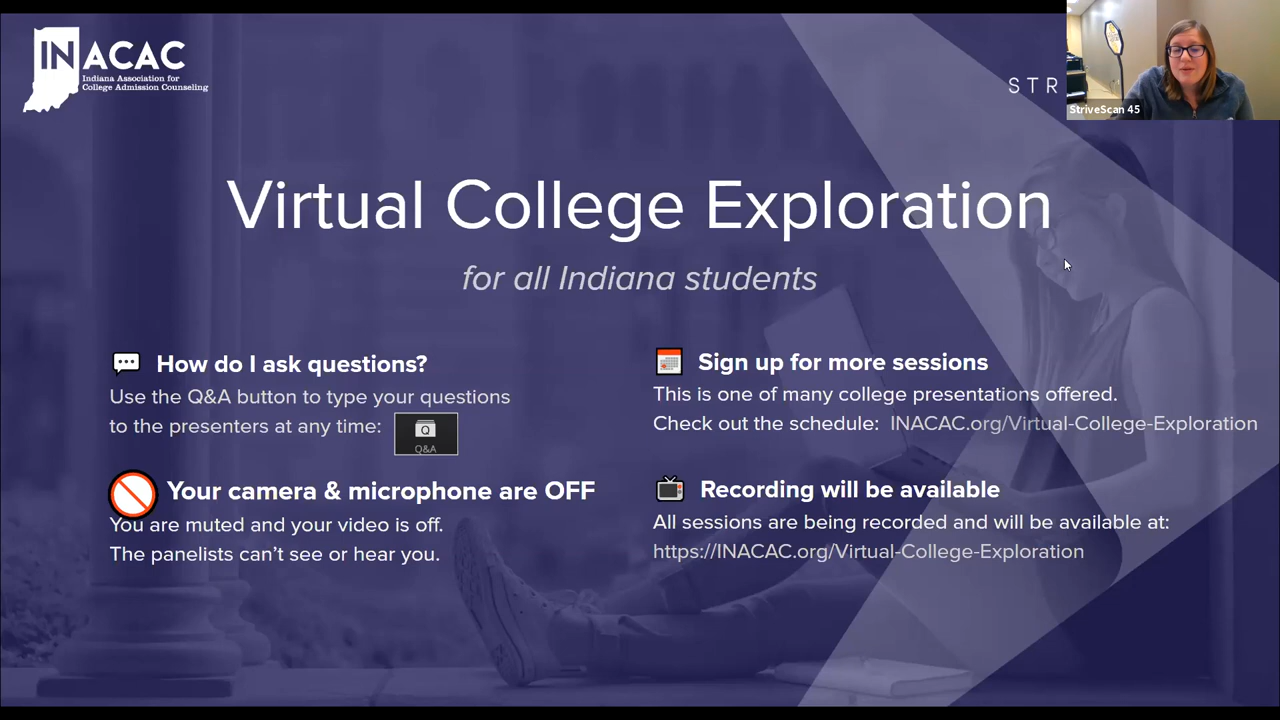 INACAC
Indiana Association for
College Admission Counseling
STR
StriveScan 45
Virtual College Exploration
for all Indiana students
How do I ask questions?
Use the Q&A button to type your questions
to the presenters at any time:
Q
Q&A
Your camera & microphone are OFF
You are muted and your video is off.
The panelists can’t see or hear you.
Sign up for more sessions
This is one of many college presentations offered.
Check out the schedule: INACAC.org/Virtual-College-Exploration
Recording will be available
All sessions are being recorded and will be available at:
https://INACAC.org/Virtual-College-Exploration